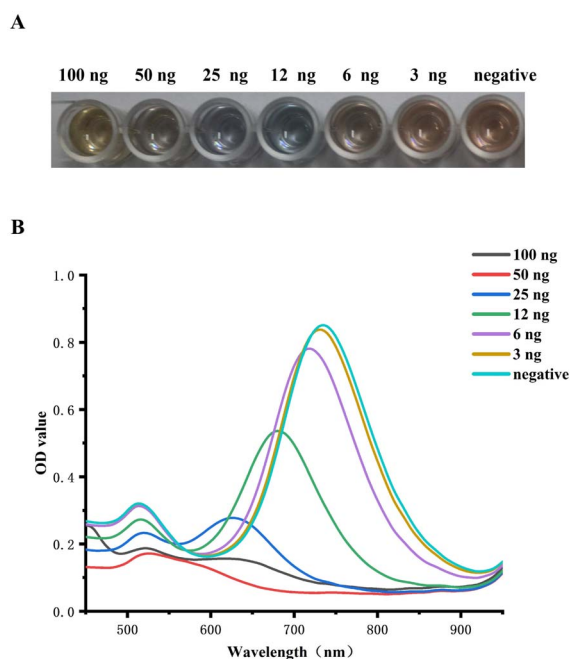 A
100 ng 50 ng 25 ng 12 ng 6 ng 3 ng negative
B
100 ng
50 ng
25 ng
12 ng
6 ng
3 ng
negative
1.0
0.8
0.6
0.4
0.2
0.0
OD value
500 600 700 800 900
Wavelength（nm）